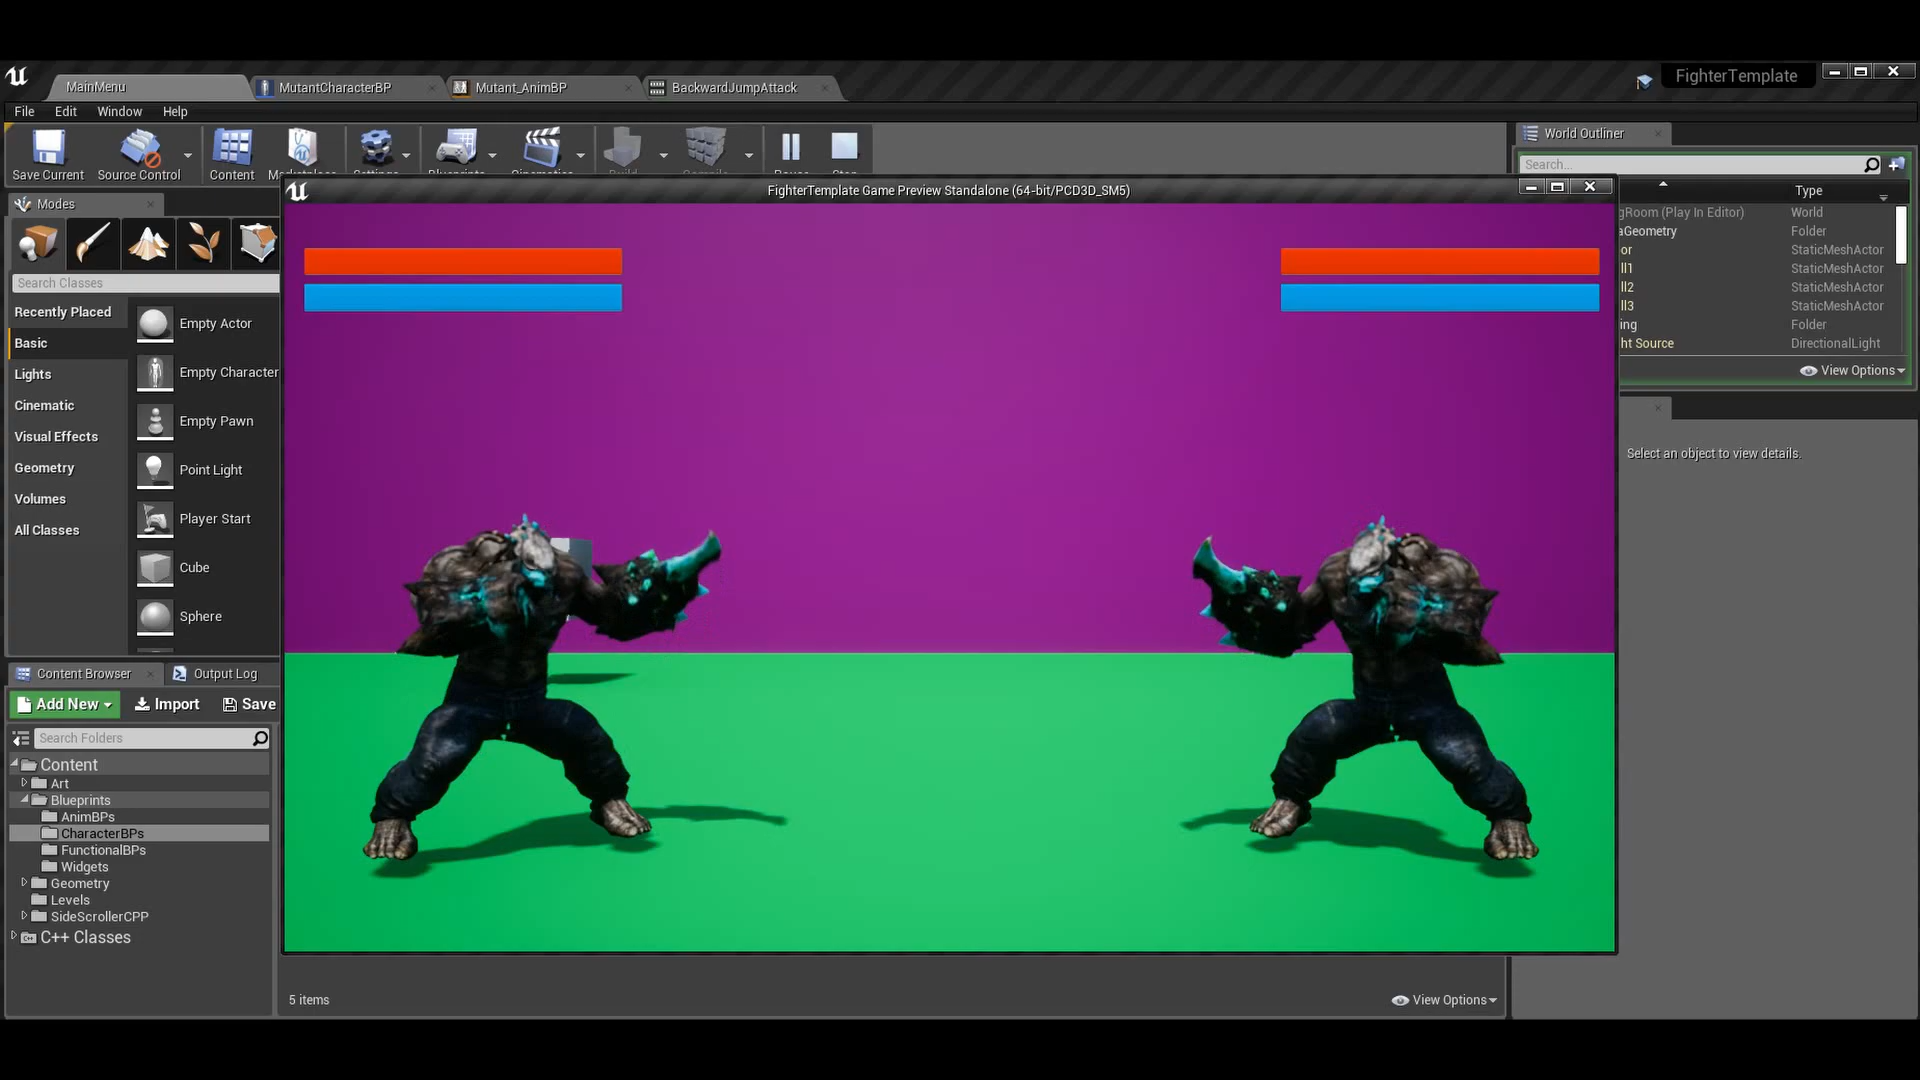 MainMenu
MutantCharacterBP
Mutant_AnimBP
BackwardJumpAttack
FighterTemplate
File Edit Window Help
Save Current
Source Control
Content
Modes
Search Classes
Recently Placed
Basic
Lights
Cinematic
Visual Effects
Geometry
Volumes
All Classes
Empty Actor
Empty Character
Empty Pawn
Point Light
Player Start
Cube
Sphere
FighterTemplate Game Preview Standalone (64-bit/PCD3D_SM5)
World Outliner
Search...
Type
gRoom (Play In Editor) World
aGeometry Folder
or StaticMeshActor
ll1 StaticMeshActor
ll2 StaticMeshActor
ll3 StaticMeshActor
ing Folder
ht Source DirectionalLight
View Options
Select an object to view details.
Content Browser
Output Log
Add New
Import
Save
Search Folders
Content
Art
Blueprints
AnimBPs
CharacterBPs
FunctionalBPs
Widgets
Geometry
Levels
SideScrollerCPP
C++ Classes
5 items
View Options